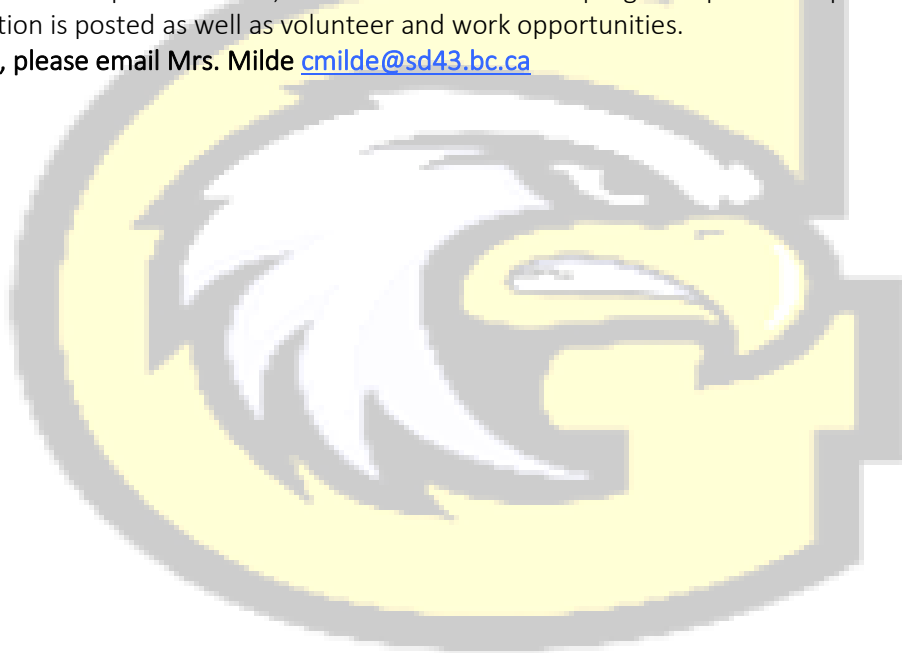 tion is posted as well as volunteer and work opportunities.
, please email Mrs. Milde cmilde@sd43.bc.ca
G